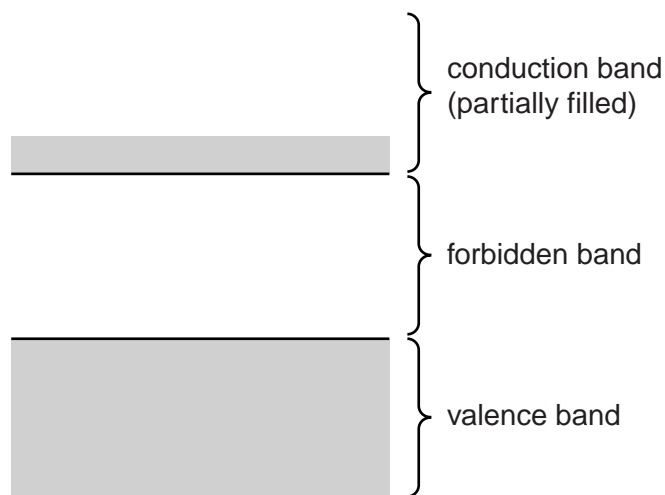 conduction band
(partially filled)
forbidden band
valence band